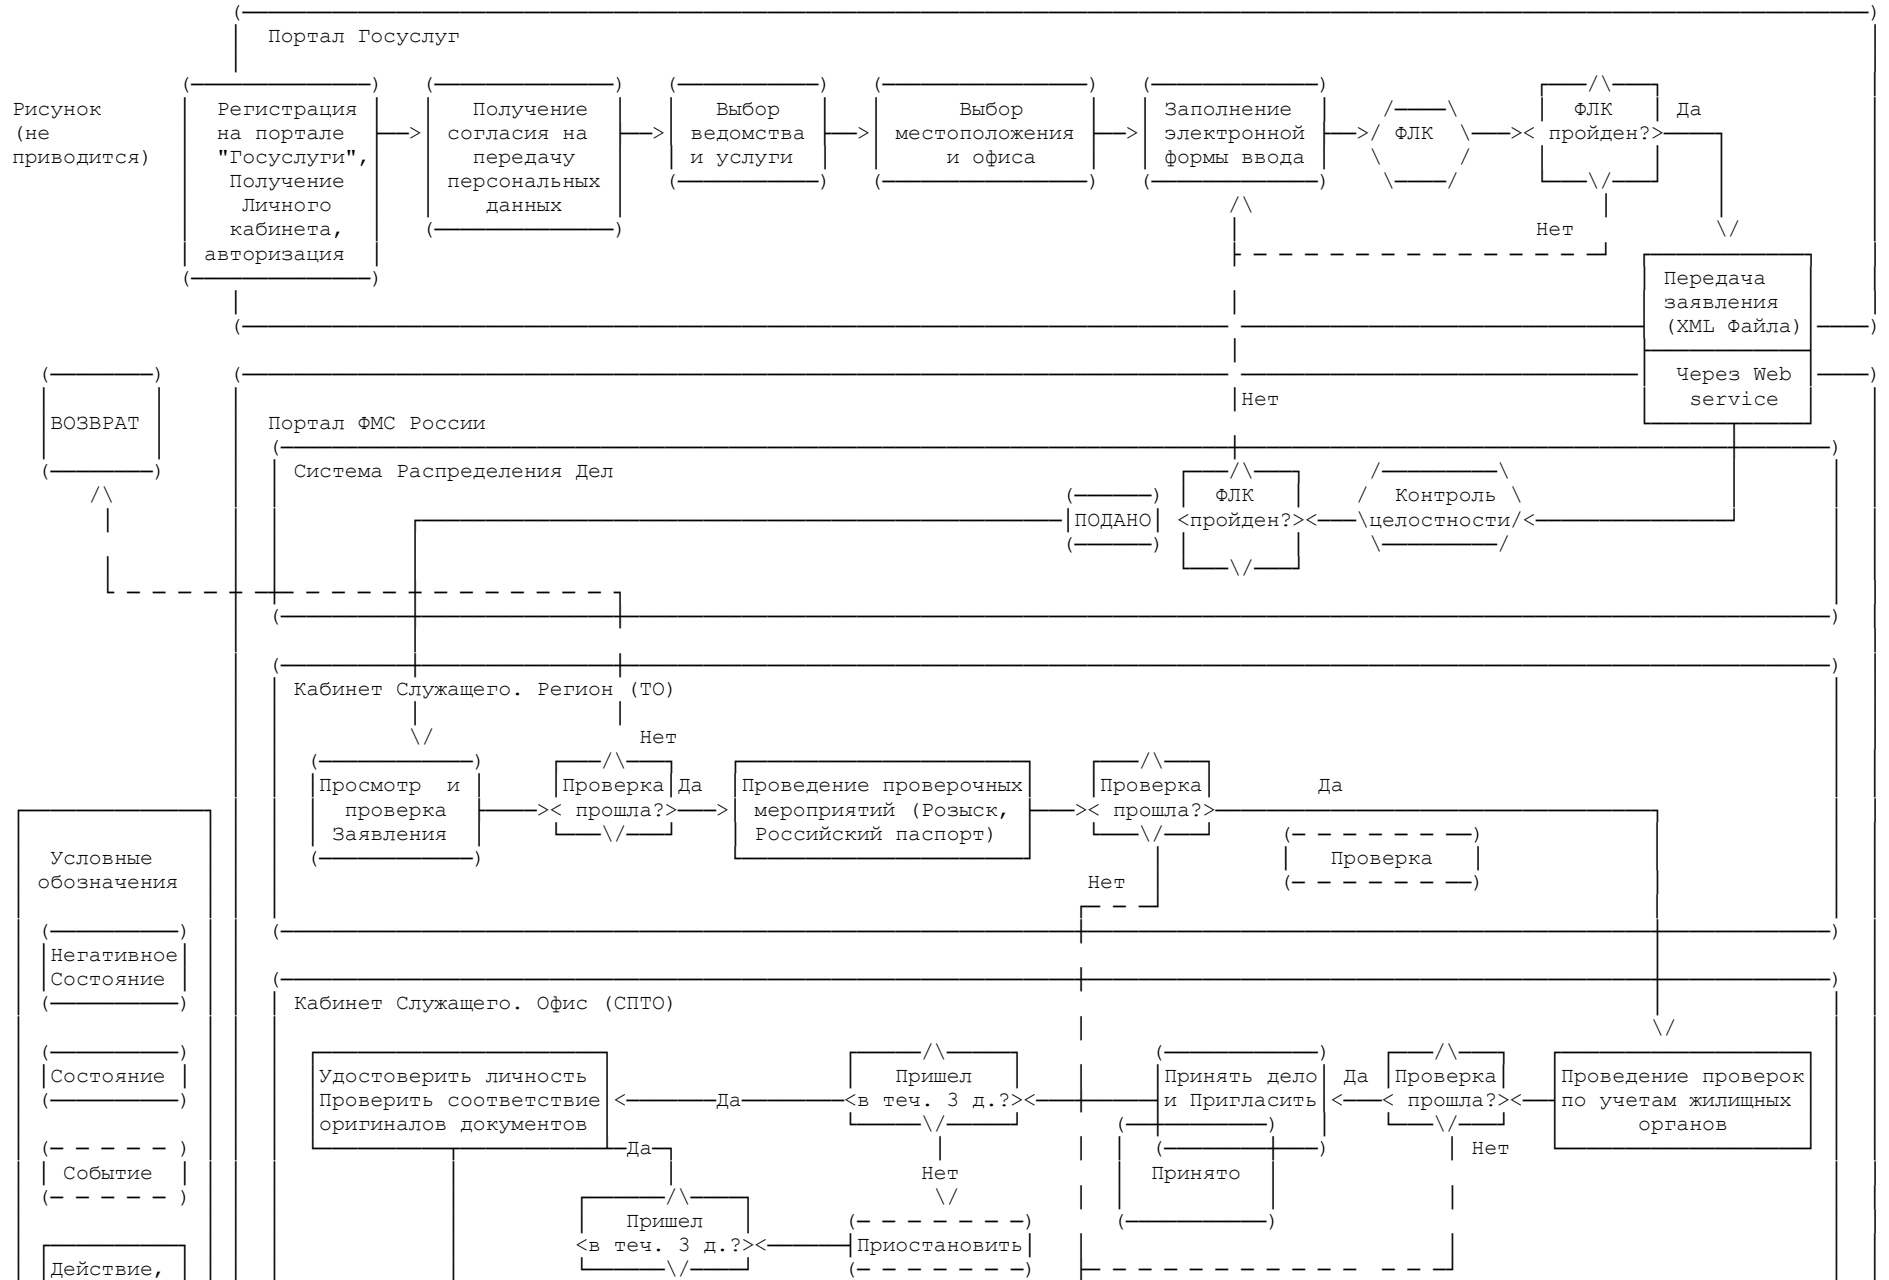 Портал Госуслуг
Рисунок
(не
приводится)
Регистрация
на портале
"Госуслуги",
Получение
Личного
кабинета,
авторизация
Получение
согласия на
передачу
персональных
данных
Выбор
ведомства
и услуги
Выбор
местоположения
и офиса
Заполнение
электронной
формы ввода
ФЛК
ФЛК
пройден?
Да
Нет
Передача
заявления
(XML Файла)
Через Web
service
ВОЗВРАТ
Нет
Портал ФМС России
Система Распределения Дел
ПОДАНО
ФЛК
пройден?
Контроль
целостности
Кабинет Служащего. Регион (ТО)
Нет
Просмотр и
проверка
Заявления
Проверка
прошла?
Да
Проведение проверочных
мероприятий (Розыск,
Российский паспорт)
Проверка
прошла?
Да
Проверка
Нет
Условные
обозначения
Негативное
Состояние
Состояние
Событие
Действие,
Кабинет Служащего. Офис (СПТО)
Удостоверить личность
Проверить соответствие
оригиналов документов
Да
Пришел
в теч. 3 д.?
Принять дело
и Пригласить
Да
Проверка
прошла?
Проведение проверок
по учетам жилищных
органов
Да
Нет
Принято
Нет
Пришел
в теч. 3 д.?
Приостановить